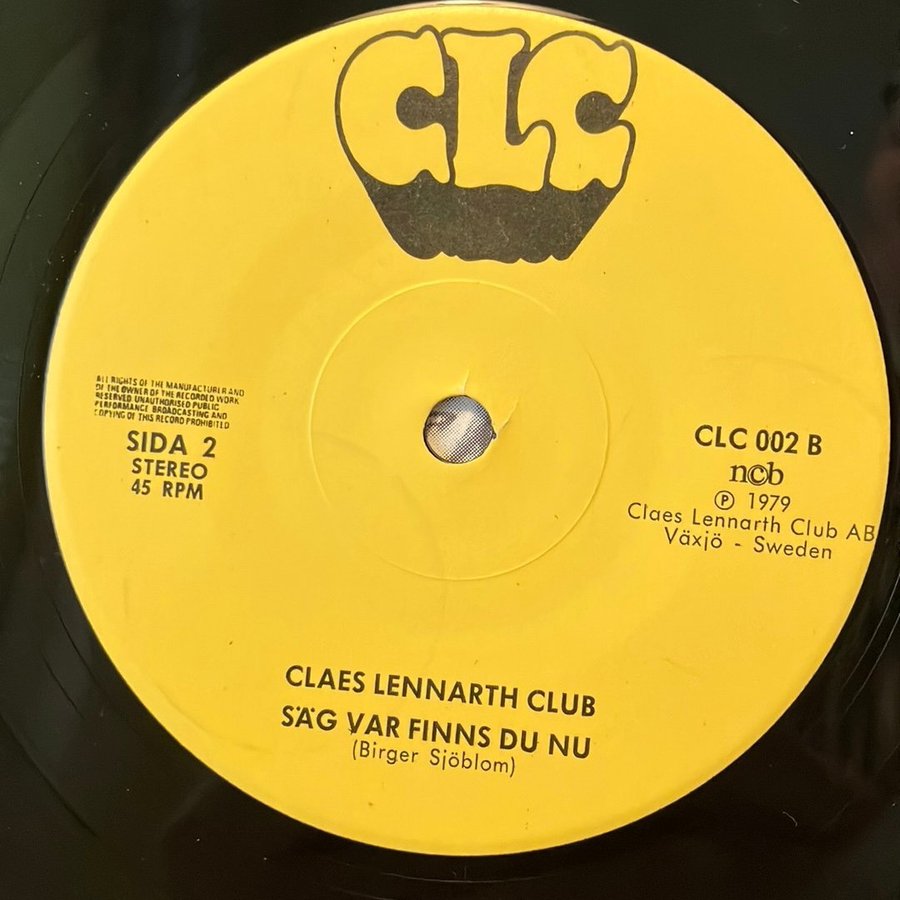 CLC
ALL RIGHTS OF THE MANUFACTURER AND
OF THE OWNER OF THE RECORDED WORK
RESERVED UNAUTHORISED PUBLIC
PERFORMANCE BROADCASTING AND
COPYING OF THIS RECORD PROHIBITED
SIDA 2
STEREO
45 RPM
CLC 002 B
n©b
Ⓟ 1979
Claes Lennarth Club AB
Växjö - Sweden
CLAES LENNARTH CLUB
SÄG VAR FINNS DU NU
(Birger Sjöblom)